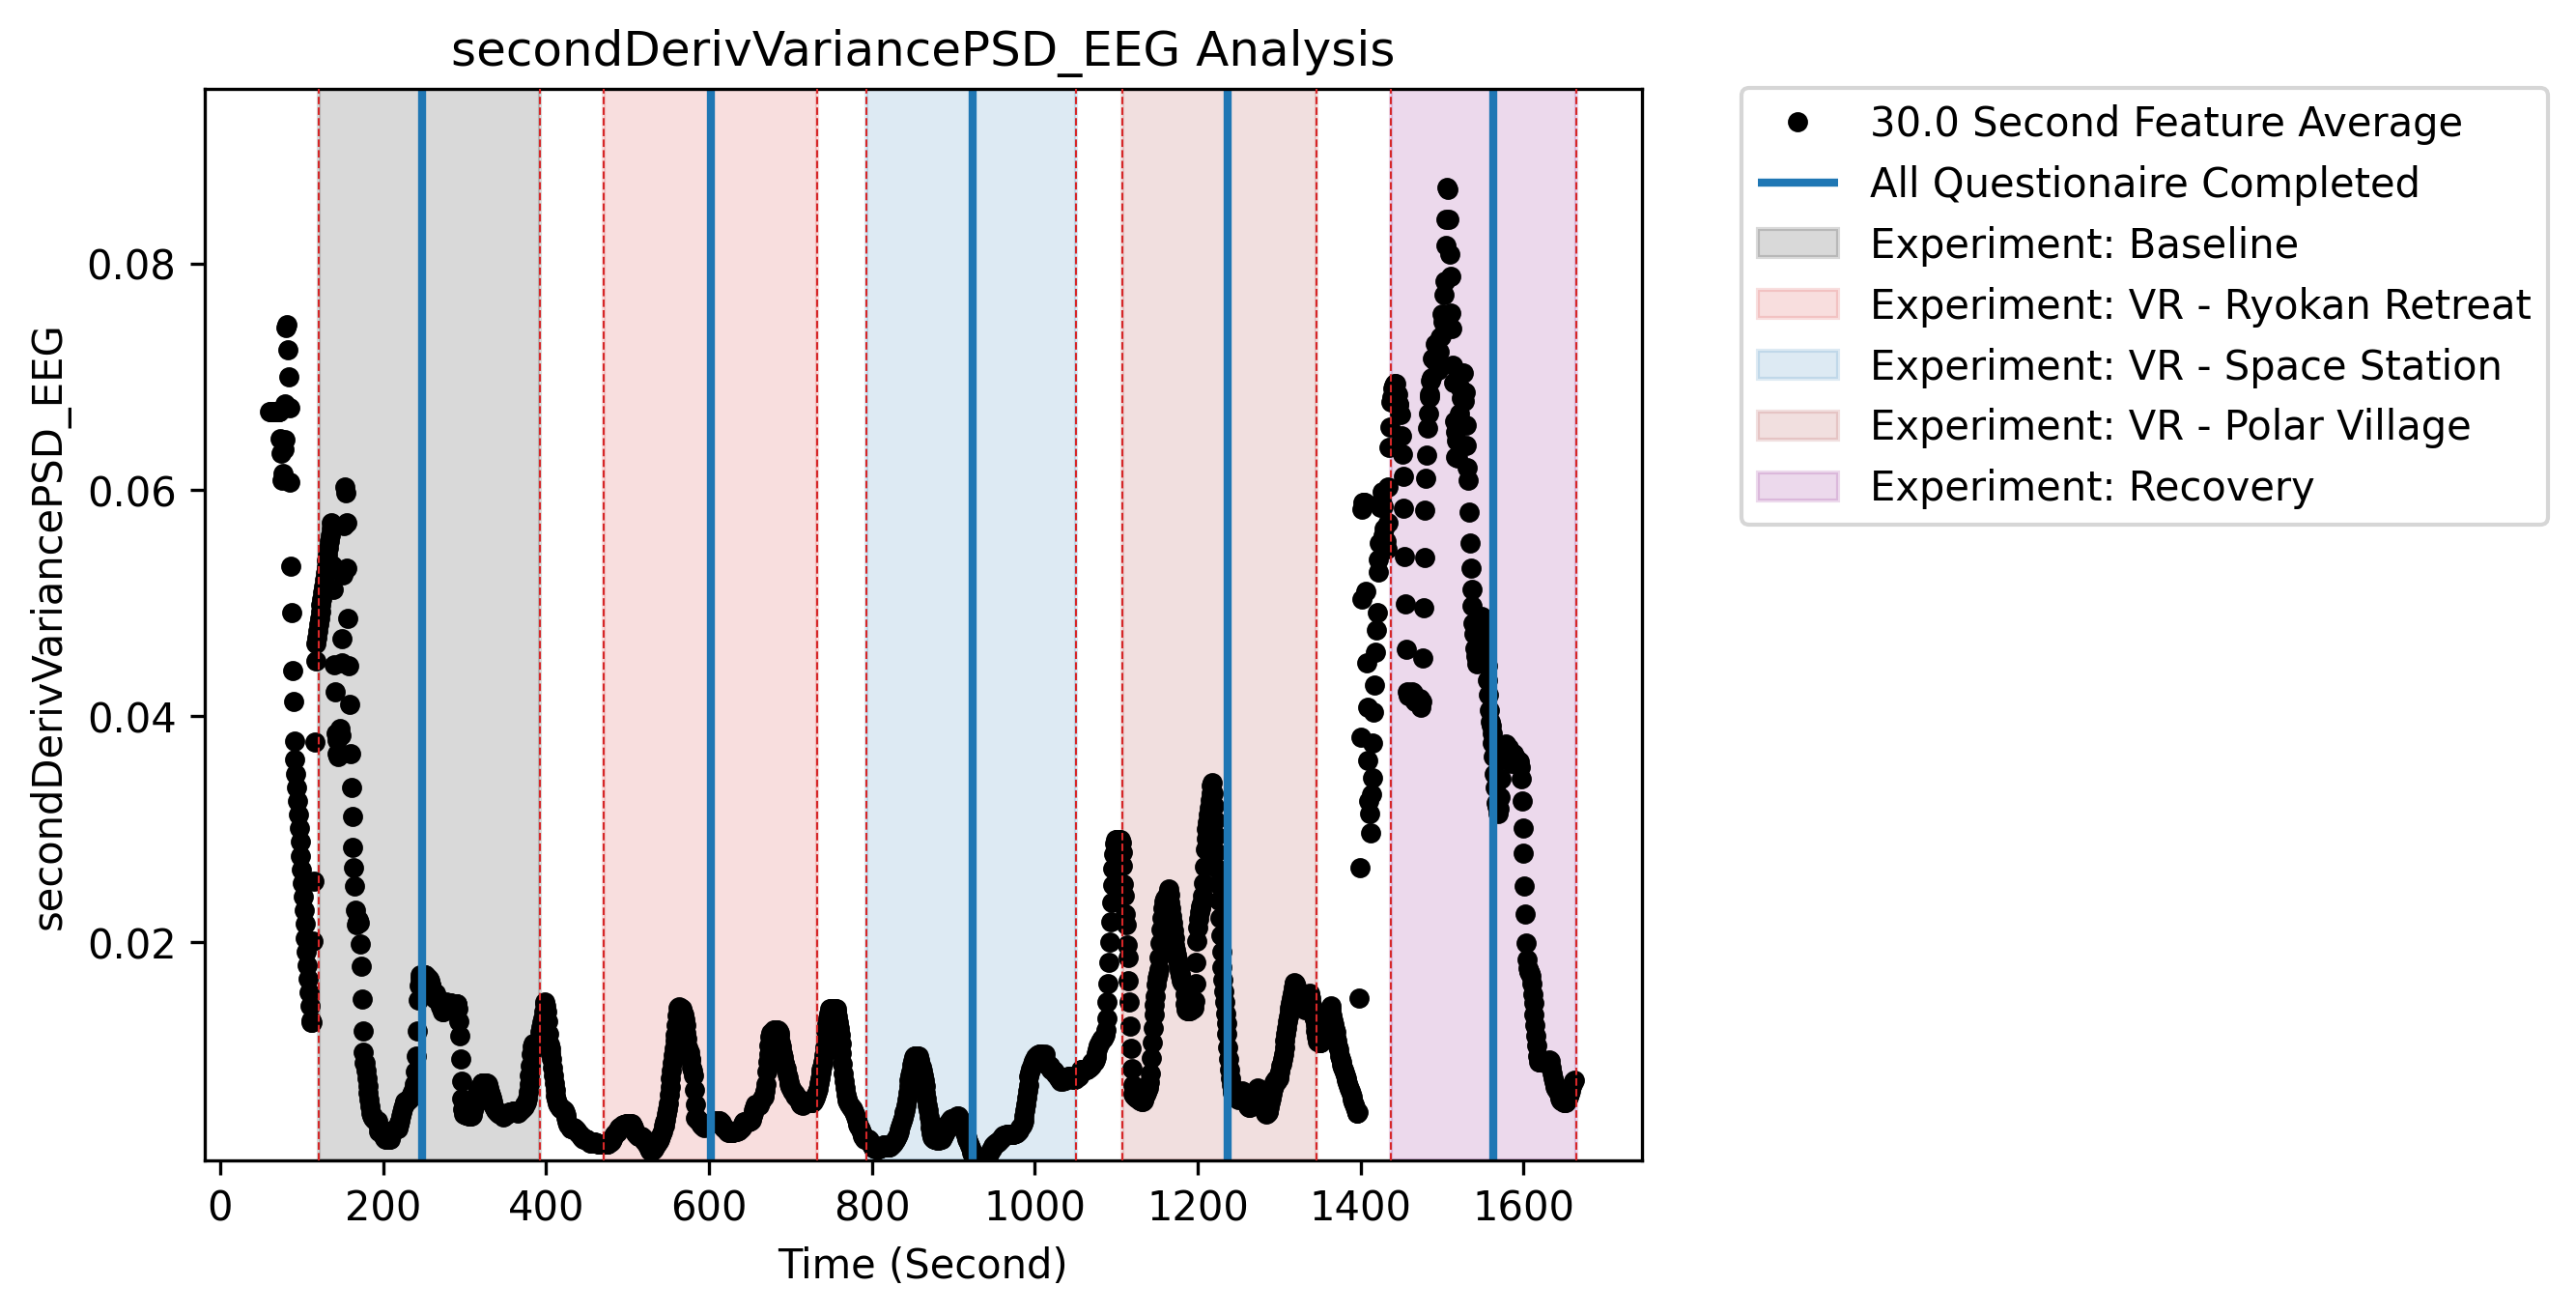 secondDerivVariancePSD_EEG Analysis
secondDerivVariancePSD_EEG
0.08
0.06
0.04
0.02
0 200 400 600 800 1000 1200 1400 1600
Time (Second)
30.0 Second Feature Average
All Questionaire Completed
Experiment: Baseline
Experiment: VR - Ryokan Retreat
Experiment: VR - Space Station
Experiment: VR - Polar Village
Experiment: Recovery